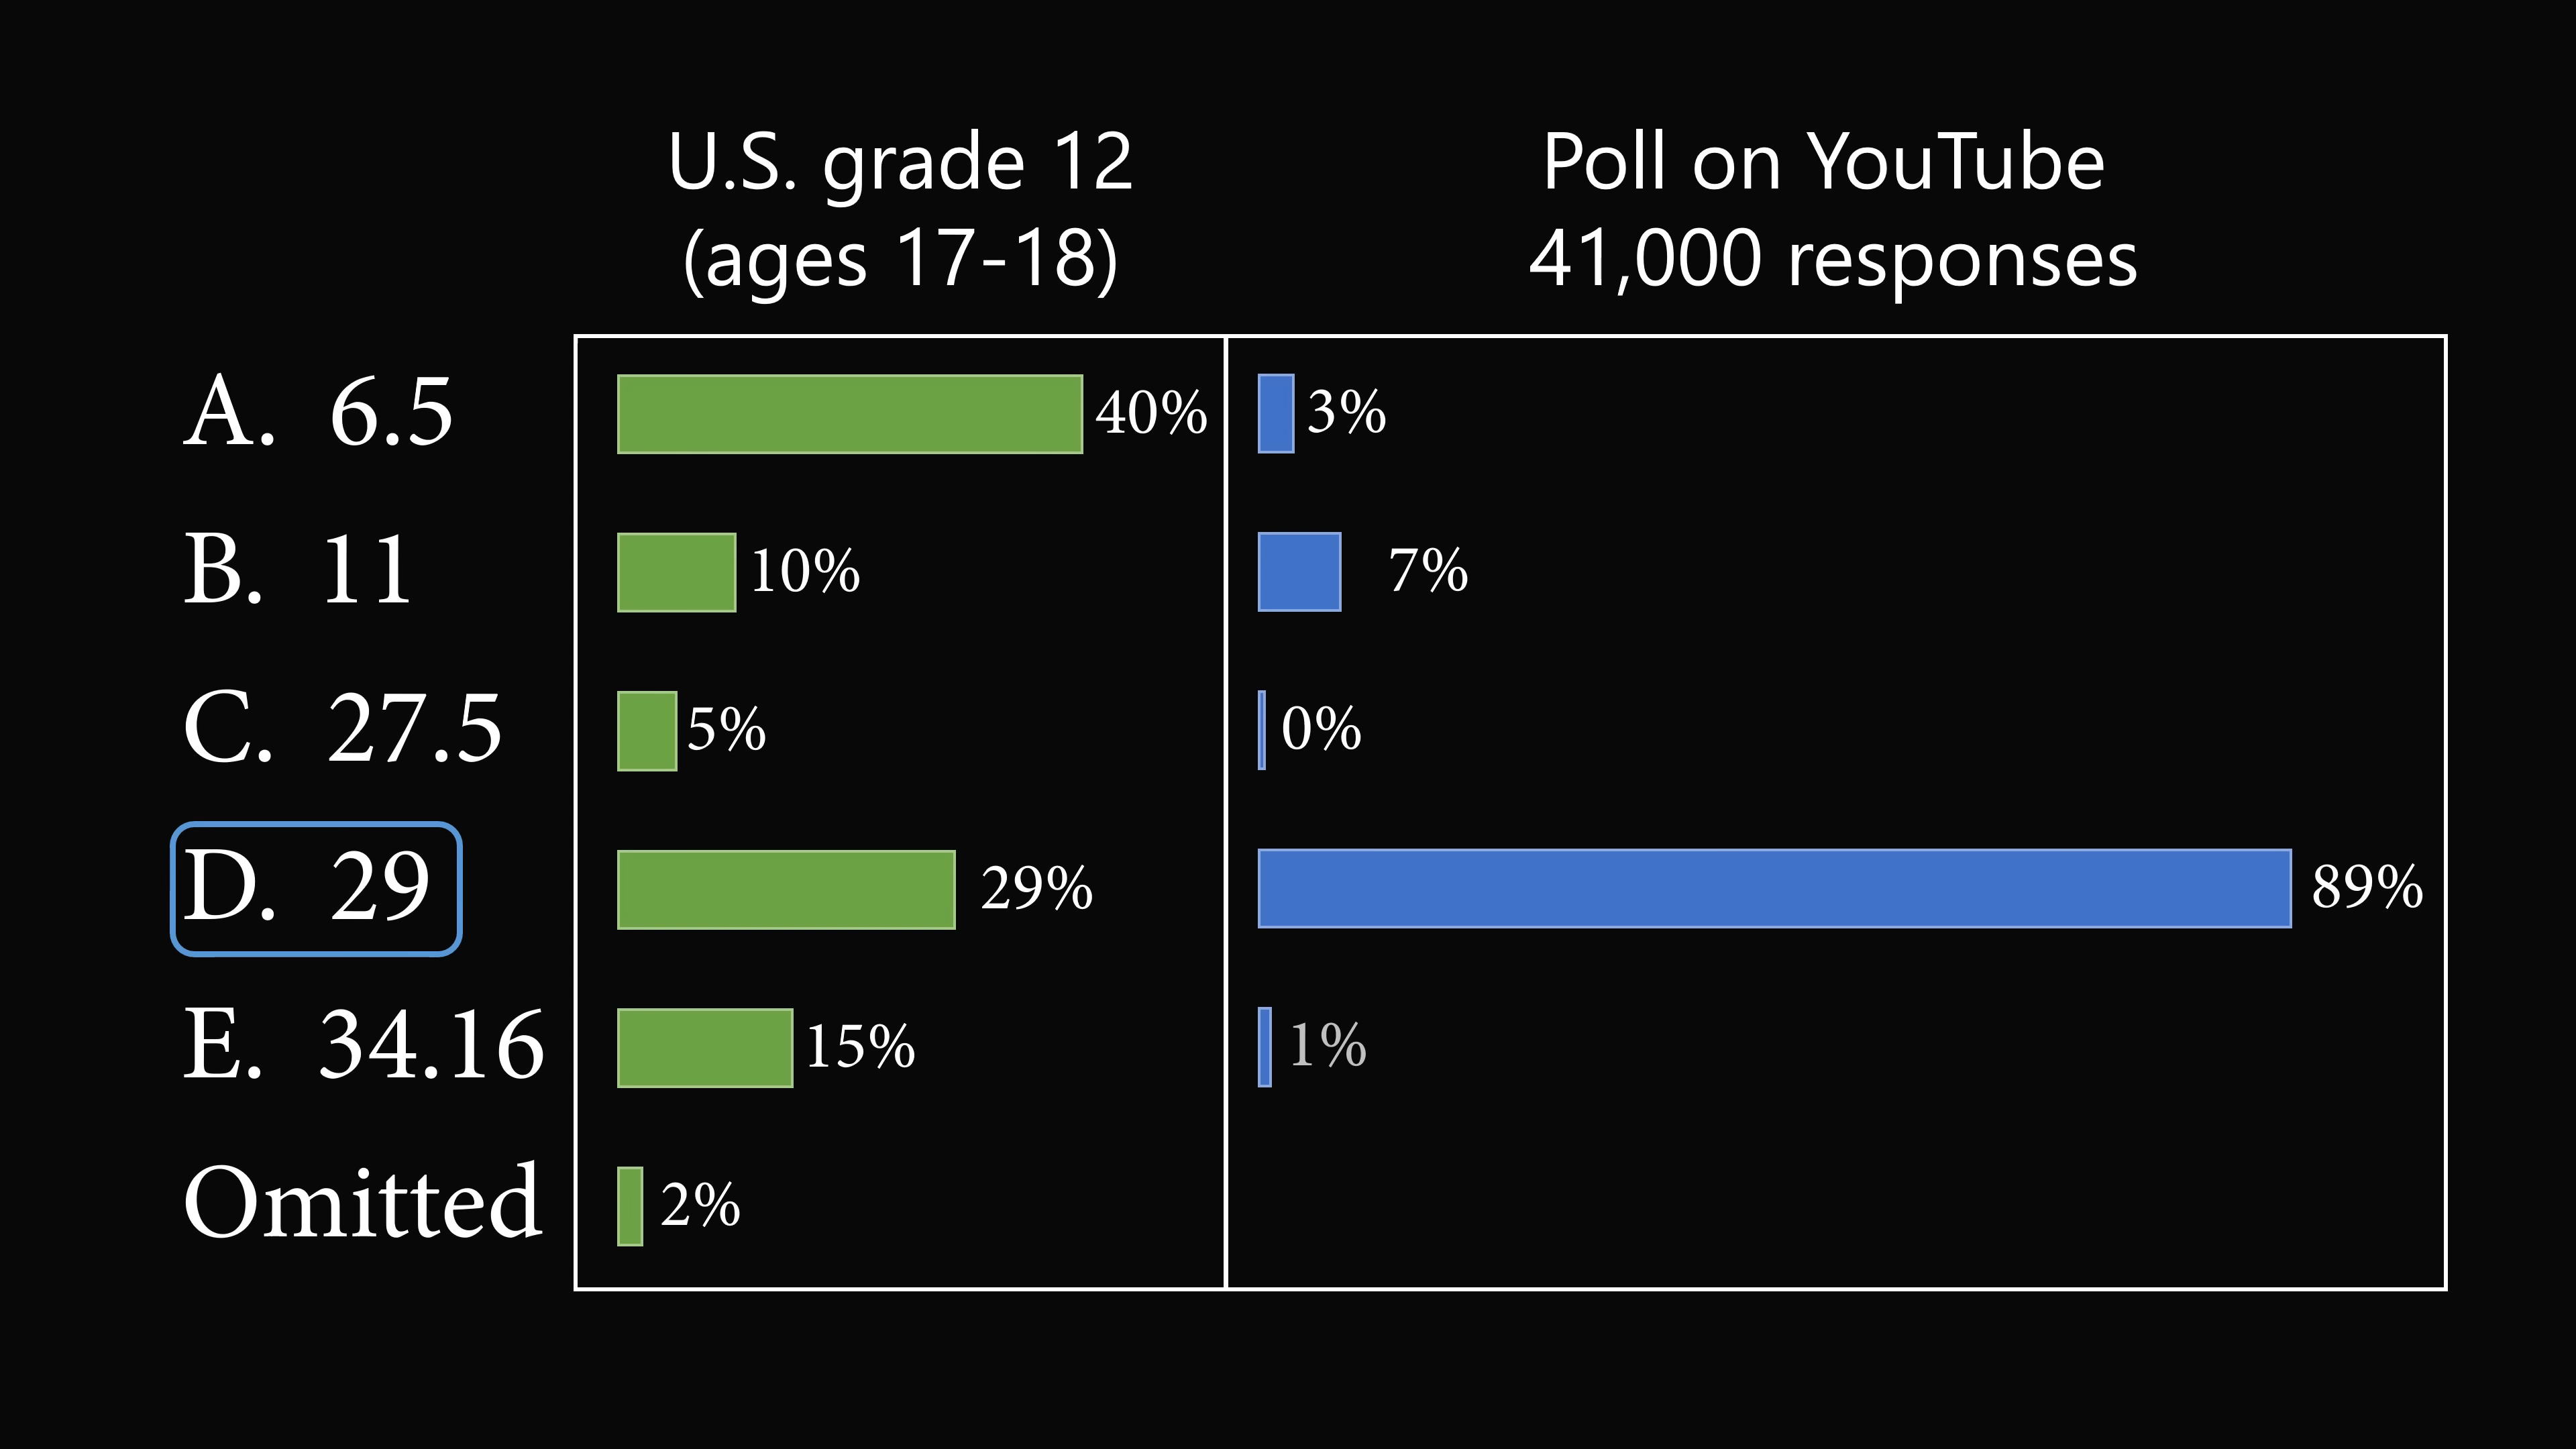 U.S. grade 12
(ages 17-18)
Poll on YouTube
41,000 responses
A. 6.5 40% 3%
B. 11 10% 7%
C. 27.5 5% 0%
D. 29 29% 89%
E. 34.16 15% 1%
Omitted 2%